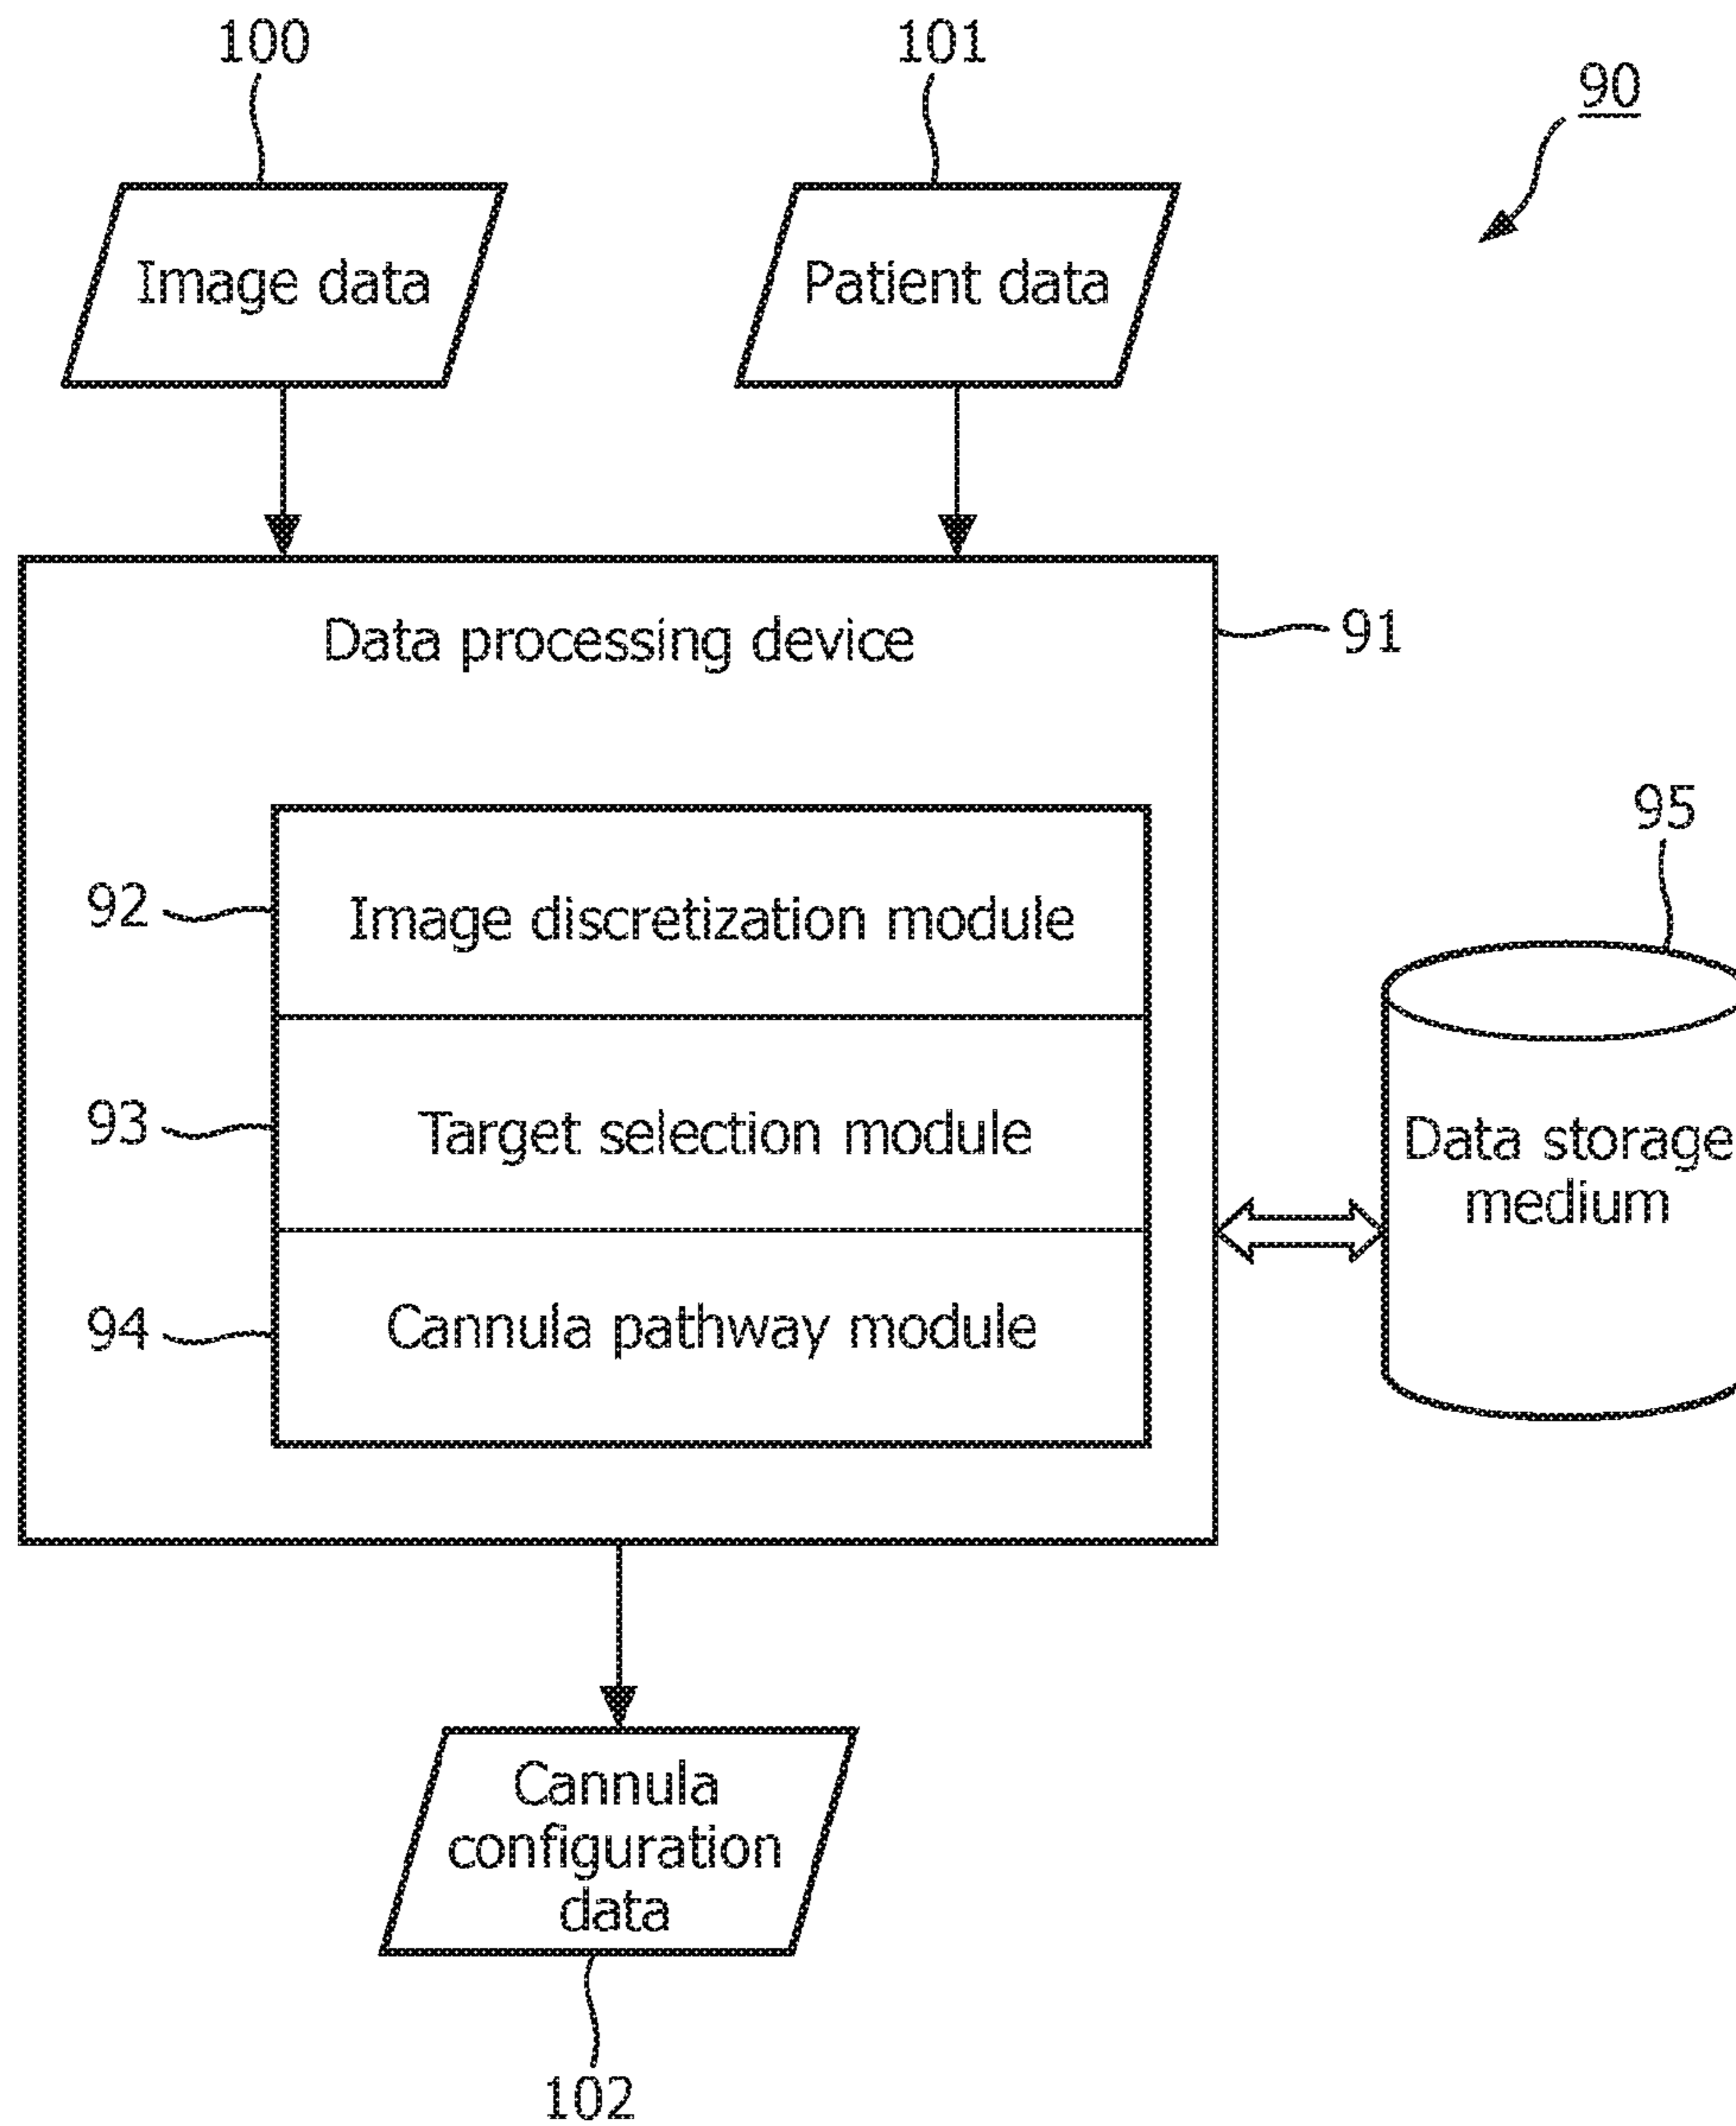 100
101
90
Image data
Patient data
Data processing device
91
95
92
Image discretization module
93
Target selection module
Data storage
medium
94
Cannula pathway module
Cannula
configuration
data
102